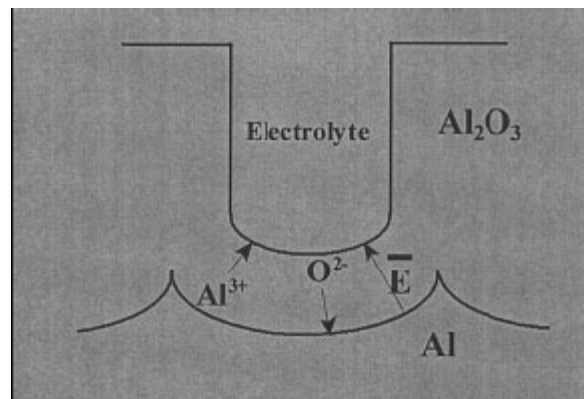 Electrolyte
Al₂O₃
O²⁻
E̅
Al³⁺
Al